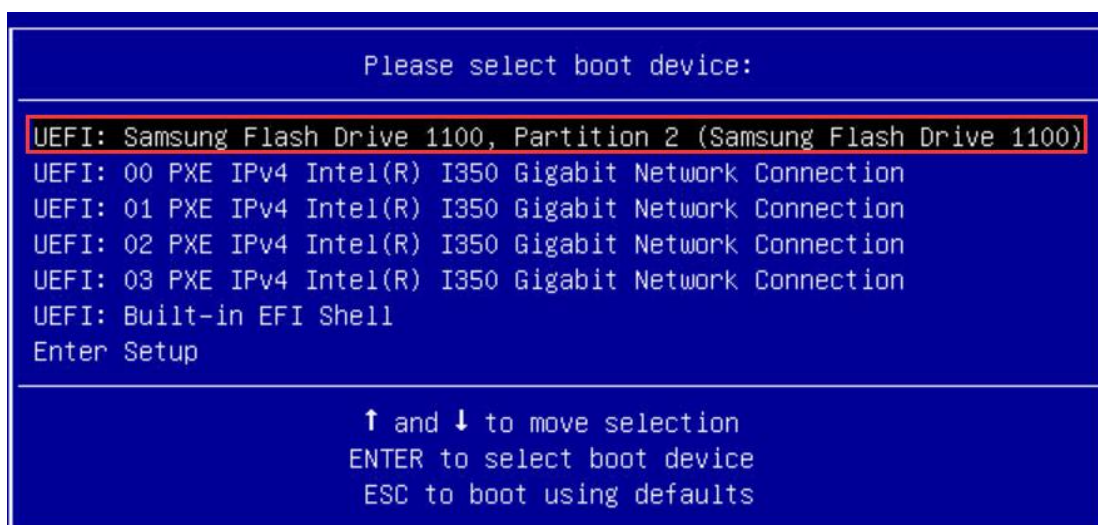 Please select boot device:
UEFI: Samsung Flash Drive 1100, Partition 2 (Samsung Flash Drive 1100)
UEFI: 00 PXE IPv4 Intel(R) I350 Gigabit Network Connection
UEFI: 01 PXE IPv4 Intel(R) I350 Gigabit Network Connection
UEFI: 02 PXE IPv4 Intel(R) I350 Gigabit Network Connection
UEFI: 03 PXE IPv4 Intel(R) I350 Gigabit Network Connection
UEFI: Built-in EFI Shell
Enter Setup
↑ and ↓ to move selection
ENTER to select boot device
ESC to boot using defaults